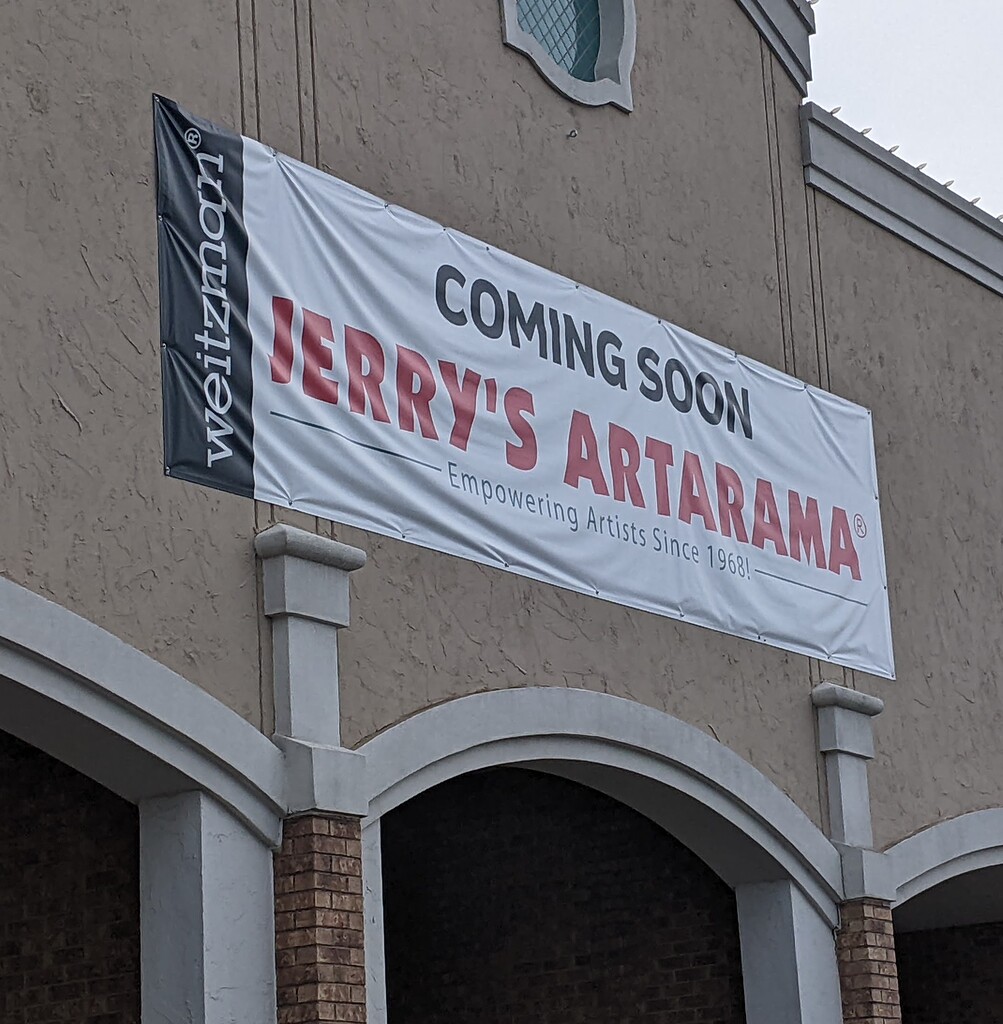 weitzman®
COMING SOON
JERRY'S ARTARAMA®
Empowering Artists Since 1968!